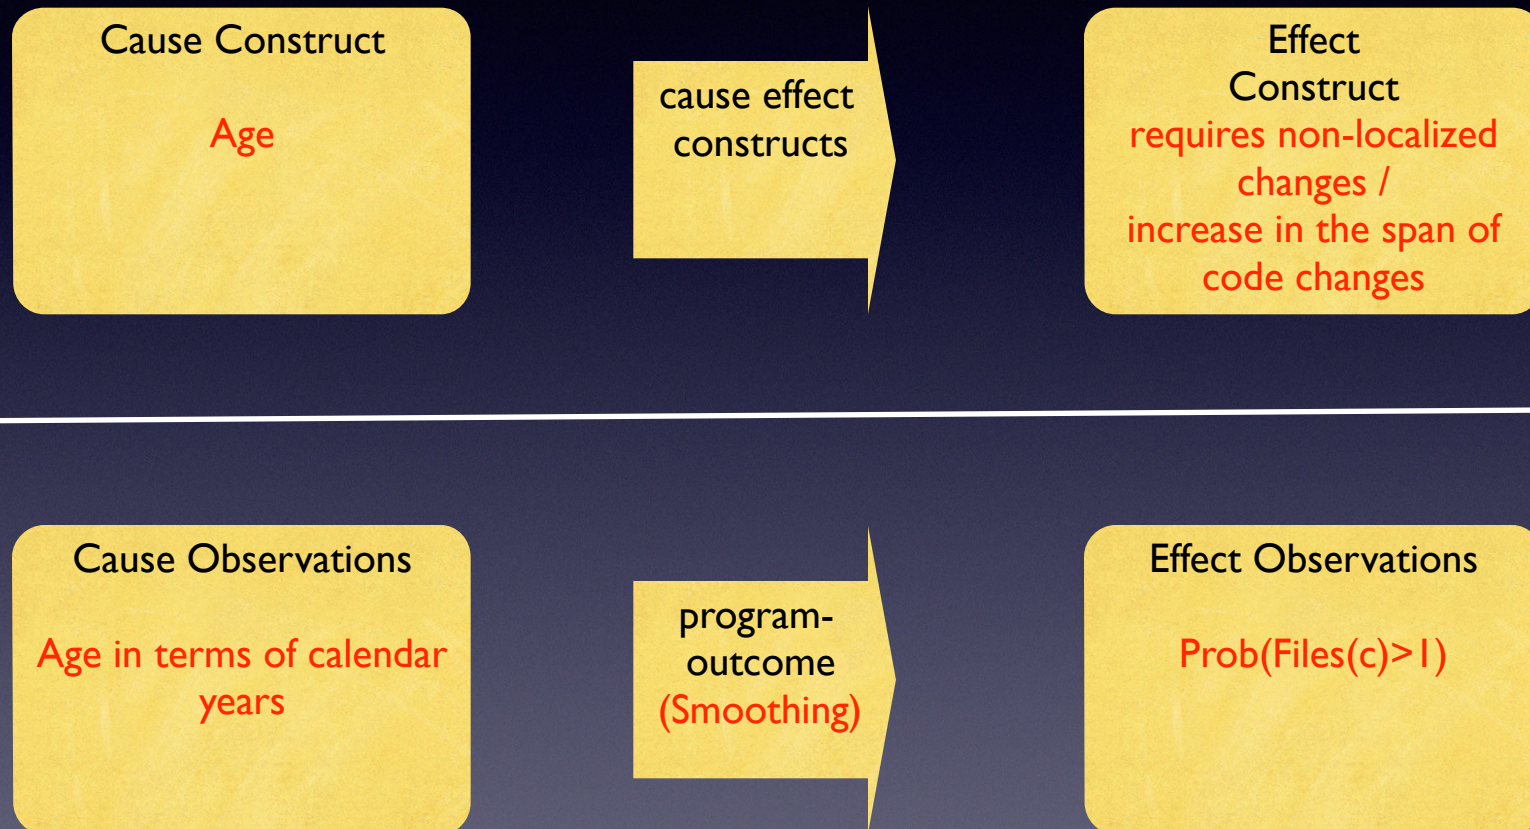 Cause Construct
Age
cause effect
constructs
Effect
Construct
requires non-localized
changes /
increase in the span of
code changes
Cause Observations
Age in terms of calendar
years
program-
outcome
(Smoothing)
Effect Observations
Prob(Files(c)>1)